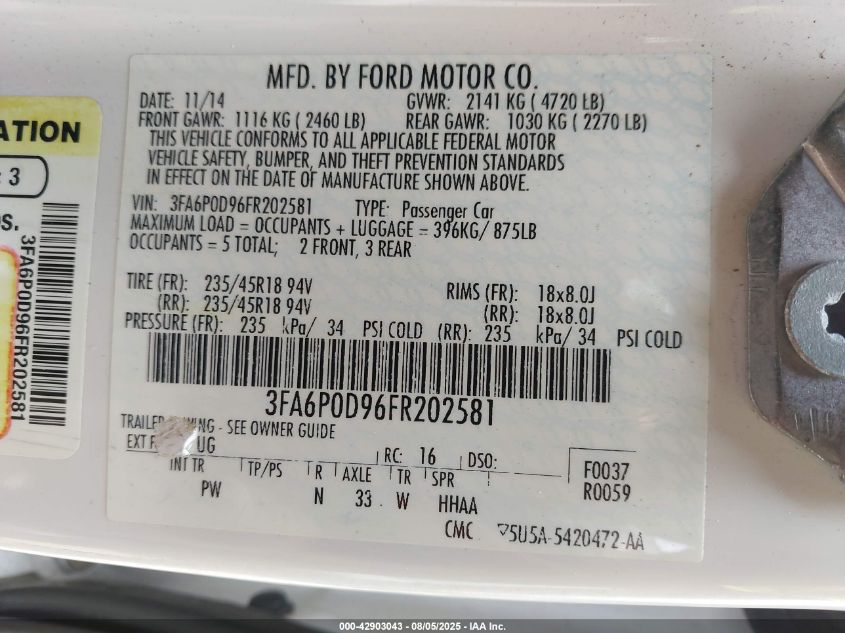 MFD. BY FORD MOTOR CO.
DATE: 11/14 GVWR: 2141 KG ( 4720 LB)
FRONT GAWR: 1116 KG ( 2460 LB) REAR GAWR: 1030 KG ( 2270 LB)
THIS VEHICLE CONFORMS TO ALL APPLICABLE FEDERAL MOTOR
VEHICLE SAFETY, BUMPER, AND THEFT PREVENTION STANDARDS
IN EFFECT ON THE DATE OF MANUFACTURE SHOWN ABOVE.
VIN: 3FA6P0D96FR202581 TYPE: Passenger Car
MAXIMUM LOAD = OCCUPANTS + LUGGAGE = 396KG/ 875LB
OCCUPANTS = 5 TOTAL; 2 FRONT, 3 REAR
TIRE (FR): 235/45R18 94V RIMS (FR): 18x8.0J
(RR): 235/45R18 94V (RR): 18x8.0J
PRESSURE (FR): 235 kPa/ 34 PSI COLD (RR): 235 kPa/ 34 PSI COLD
3FA6P0D96FR202581
TRAILER - SEE OWNER GUIDE
EXT UG RC: 16 DSO: F0037
INT TR TP/PS R AXLE TR SPR R0059
PW N 33 W HHAA
CMC 5U5A-5420472-AA
ATION
: 3
S.
3FA6P0D96FR202581
000-42903043 - 08/05/2025 - IAA Inc.